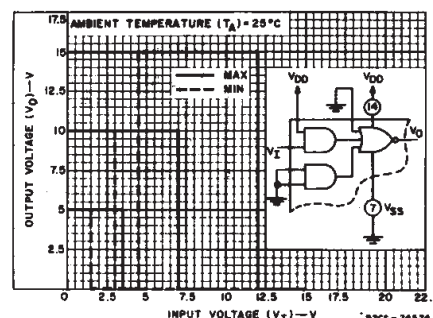 AMBIENT TEMPERATURE (TA) = 25°C
17.5
15
12.5
10
7.5
5
2.5
OUTPUT VOLTAGE (VO)—V
MAX
MIN
VDD
VDD
14
VI
VO
7
VSS
0 2.5 5 7.5 10 12.5 15 17.5 20 22.
INPUT VOLTAGE (VI)—V